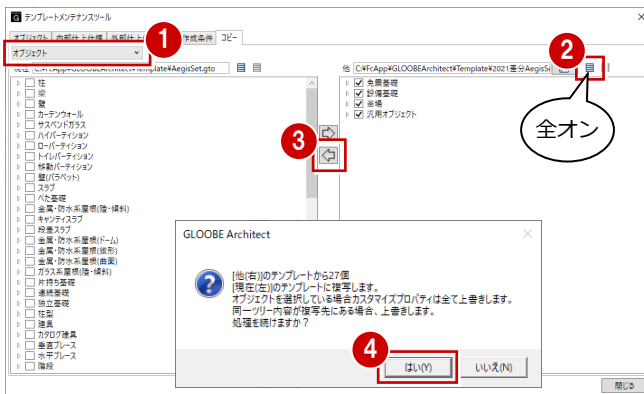 テンプレートメンテナンスツール
オブジェクト 内部仕上仕様 作成条件 コピー
1
オブジェクト
2
現在 C:¥FcApp¥GLOOBEArchitect¥Template¥AegisSet.gto
他 C:¥FcApp¥GLOOBEArchitect¥Template¥2021差分AegisS
全オン
柱
梁
壁
カーテンウォール
サスペンドガラス
ハイパーティション
ローパーティション
トイレパーティション
移動パーティション
壁(パラペット)
スラブ
べた基礎
金属・防水系屋根(陸・傾斜)
キャンティスラブ
段差スラブ
金属・防水系屋根(ドーム)
金属・防水系屋根(錐形)
金属・防水系屋根(曲面)
ガラス系屋根(陸・傾斜)
片持ち基礎
連続基礎
独立基礎
柱型
建具
カタログ建具
垂直ブレース
水平ブレース
階段
3
免震基礎
設備基礎
釜場
汎用オブジェクト
GLOOBE Architect
[他(右)]のテンプレートから27個
[現在(左)]のテンプレートに複写します。
オブジェクトを選択している場合カスタマイズプロパティは全て上書きします。
同一ツリー内容が複写先にある場合、上書きします。
処理を続けますか？
4
はい(Y)
いいえ(N)
閉じる